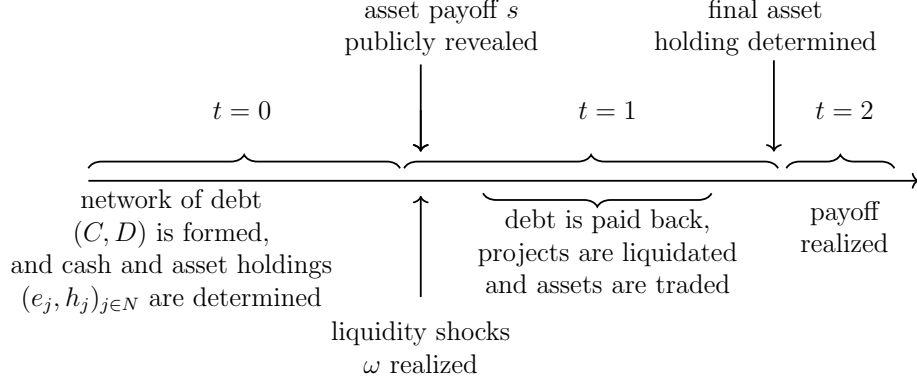 asset payoff s
publicly revealed
final asset
holding determined
t = 0
t = 1
t = 2
network of debt
(C, D) is formed,
and cash and asset holdings
(e_j, h_j)_{j∈N} are determined
debt is paid back,
projects are liquidated
and assets are traded
payoff
realized
liquidity shocks
ω realized